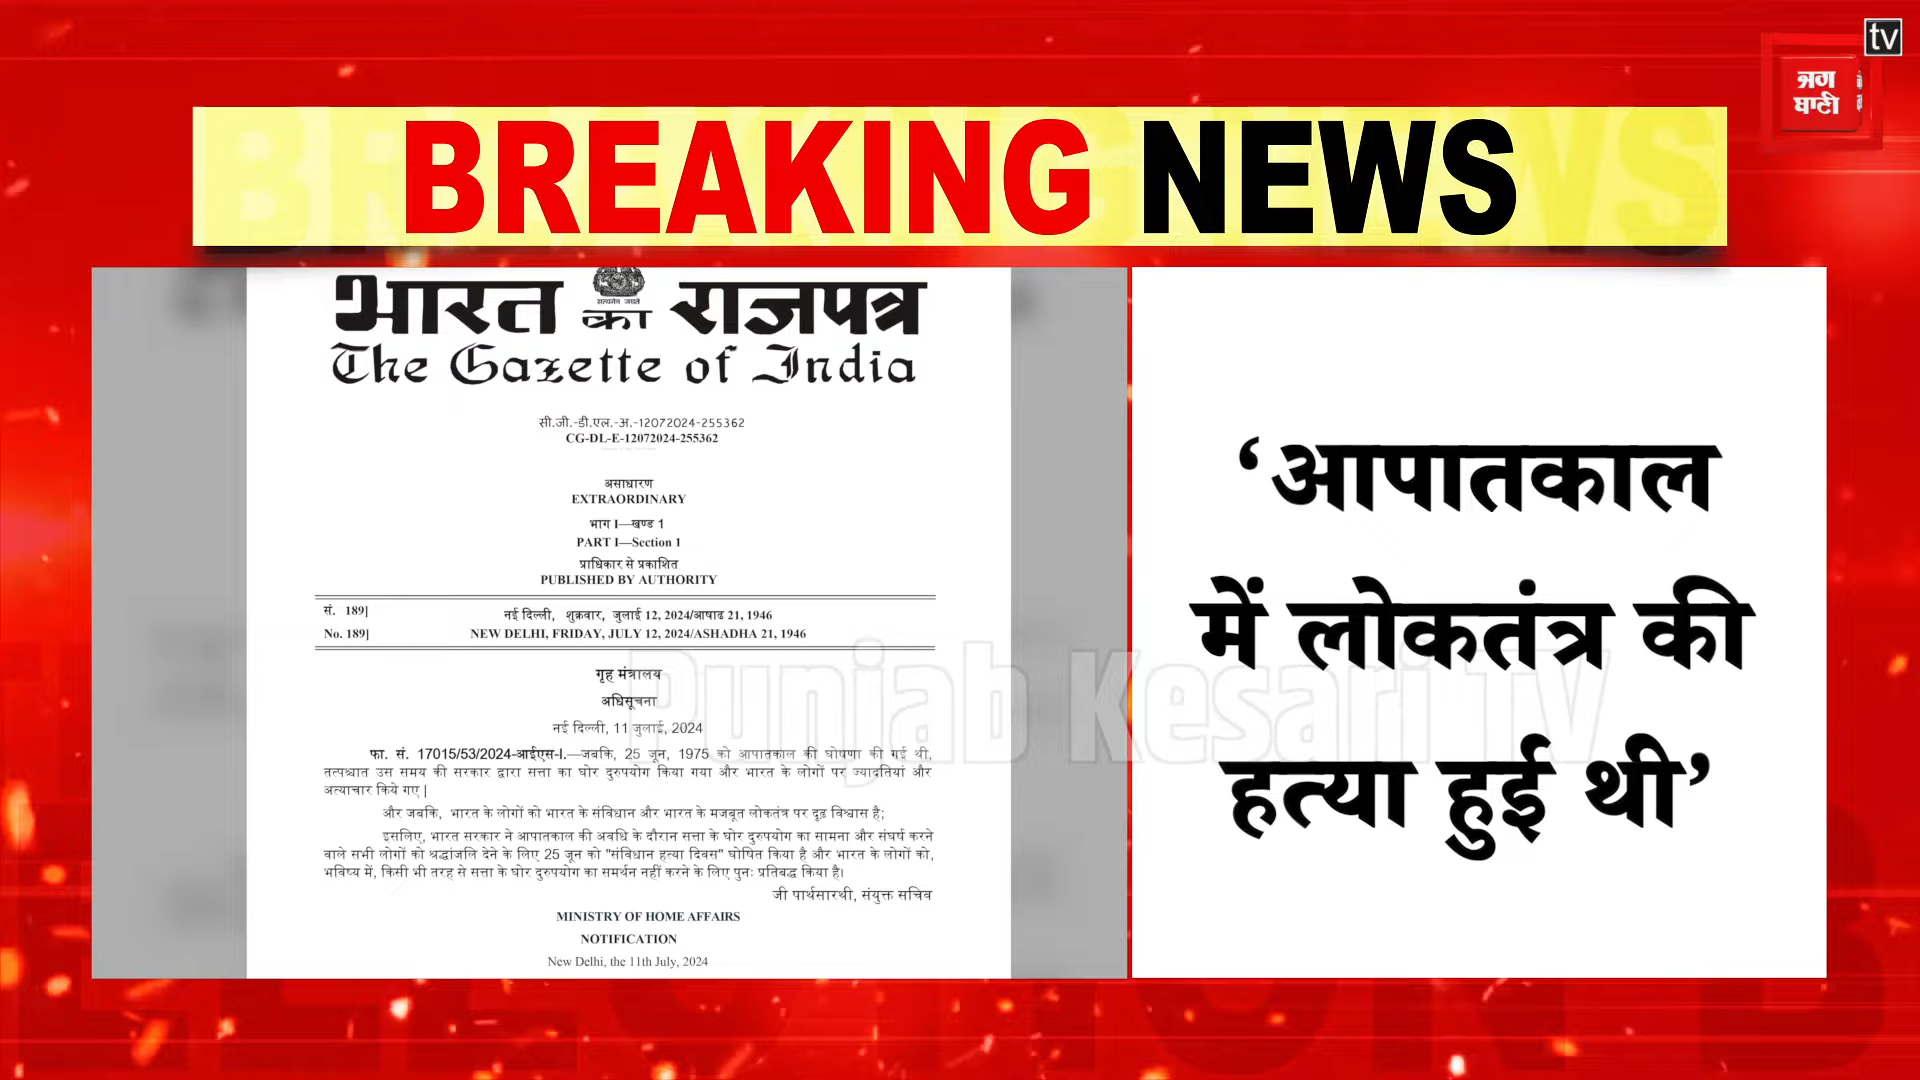 tv
ਜਗ
ਬਾਣੀ
BREAKING NEWS
भारत का राजपत्र
सत्यमेव जयते
The Gazette of India
सी.जी.-डी.एल.-अ.-12072024-255362
CG-DL-E-12072024-255362
असाधारण
EXTRAORDINARY
भाग I—खण्ड 1
PART I—Section 1
प्राधिकार से प्रकाशित
PUBLISHED BY AUTHORITY
सं. 189] नई दिल्ली, शुक्रवार, जुलाई 12, 2024/आषाढ 21, 1946
No. 189] NEW DELHI, FRIDAY, JULY 12, 2024/ASHADHA 21, 1946
गृह मंत्रालय
अधिसूचना
नई दिल्ली, 11 जुलाई, 2024
फा. सं. 17015/53/2024-आईएस-I.—जबकि, 25 जून, 1975 को आपातकाल की घोषणा की गई थी,
तत्पश्चात उस समय की सरकार द्वारा सत्ता का घोर दुरुपयोग किया गया और भारत के लोगों पर ज्यादतियां और
अत्याचार किये गए |
और जबकि, भारत के लोगों को भारत के संविधान और भारत के मजबूत लोकतंत्र पर दृढ़ विश्वास है;
इसलिए, भारत सरकार ने आपातकाल की अवधि के दौरान सत्ता के घोर दुरुपयोग का सामना और संघर्ष करने
वाले सभी लोगों को श्रद्धांजलि देने के लिए 25 जून को "संविधान हत्या दिवस" घोषित किया है और भारत के लोगों को,
भविष्य में, किसी भी तरह से सत्ता के घोर दुरुपयोग का समर्थन नहीं करने के लिए पुनः प्रतिबद्ध किया है।
जी पार्थसारथी, संयुक्त सचिव
MINISTRY OF HOME AFFAIRS
NOTIFICATION
New Delhi, the 11th July, 2024
‘आपातकाल
में लोकतंत्र की
हत्या हुई थी’
Punjab Kesari TV